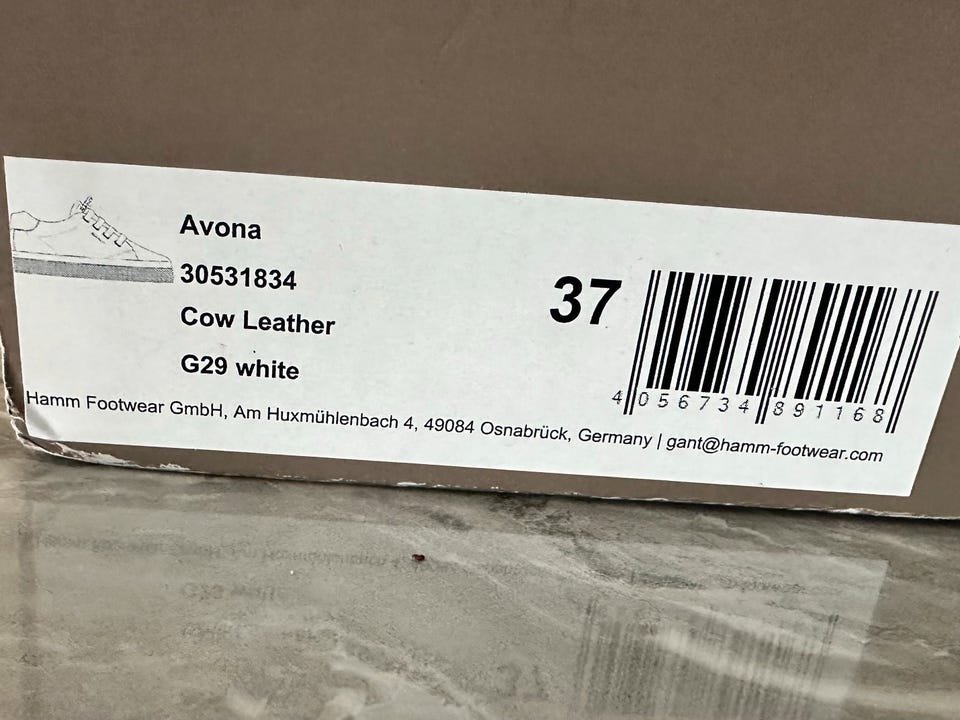 Avona
30531834
Cow Leather
G29 white
37
4 056734 891168
Hamm Footwear GmbH, Am Huxmühlenbach 4, 49084 Osnabrück, Germany | gant@hamm-footwear.com